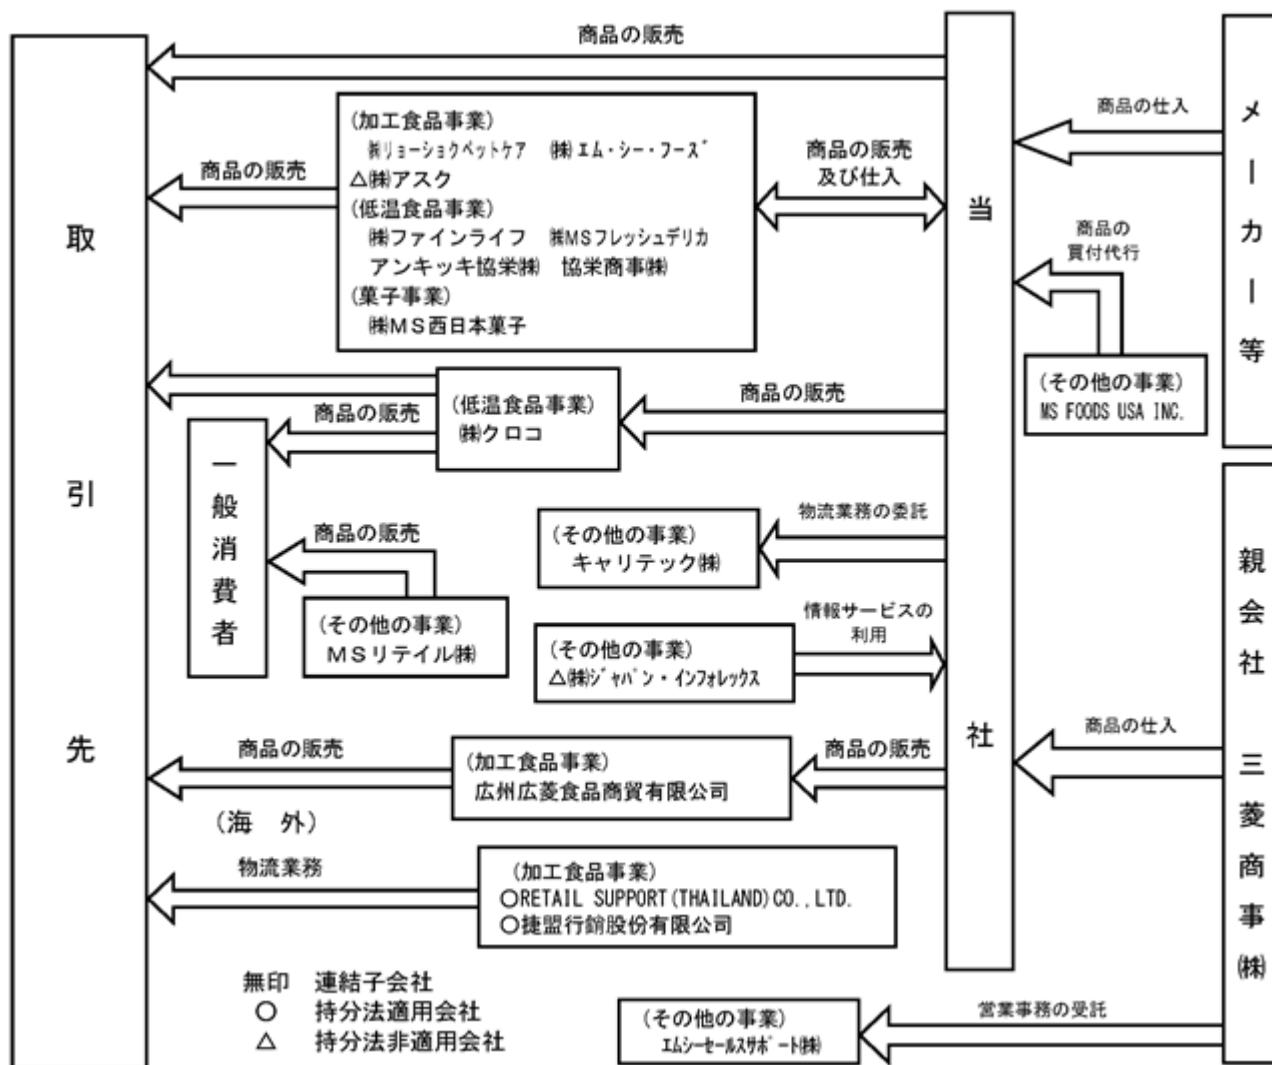 商品の販売
取引先
当社
メーカー等
商品の仕入
(加工食品事業)
㈱リョーショクペットケア ㈱エム・シー・フーズ
△㈱アスク
(低温食品事業)
㈱ファインライフ ㈱MSフレッシュデリカ
アンキッキ協栄㈱ 協栄商事㈱
(菓子事業)
㈱MS西日本菓子
商品の販売
商品の販売
及び仕入
商品の
買付代行
(その他の事業)
MS FOODS USA INC.
(低温食品事業)
㈱クロコ
商品の販売
商品の販売
一般消費者
商品の販売
(その他の事業)
MSリテイル㈱
物流業務の委託
(その他の事業)
キャリテック㈱
情報サービスの
利用
(その他の事業)
△㈱ジャパン・インフォレックス
親会社 三菱商事㈱
商品の仕入
商品の販売
(加工食品事業)
広州広菱食品商貿有限公司
商品の販売
(海 外)
物流業務
(加工食品事業)
○RETAIL SUPPORT(THAILAND)CO.,LTD.
○捷盟行銷股份有限公司
無印 連結子会社
○ 持分法適用会社
△ 持分法非適用会社
(その他の事業)
エムシーセールスサポート㈱
営業事務の受託